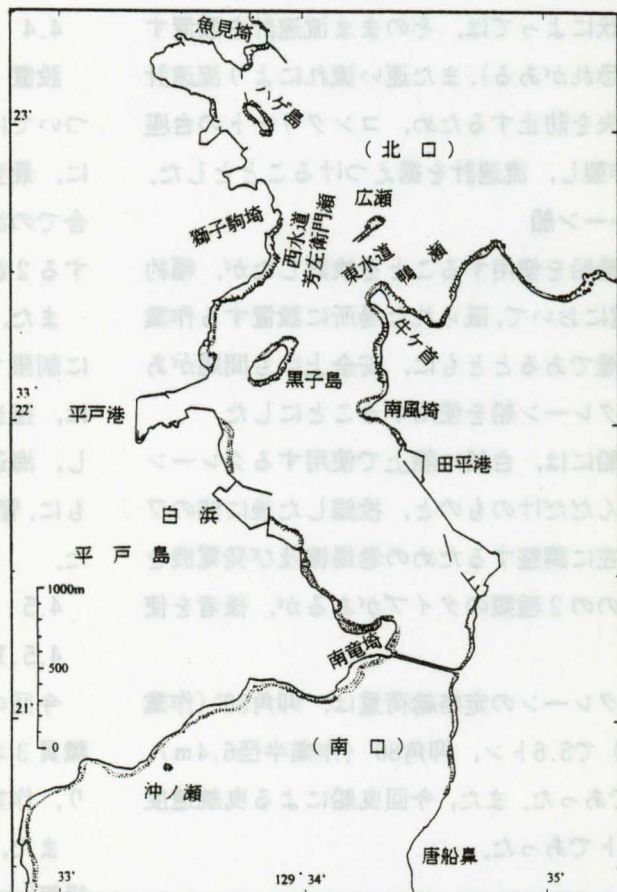 魚見埼
23'
ハゲ島
(北口)
獅子駒埼
西水道
芳左衛門瀬
広瀬
東水道
牛ケ首
黒子島
33
22'
平戸港
南風埼
田平港
白浜
平戸島
1000m
500
0
南竜埼
21'
(南口)
沖ノ瀬
唐船鼻
33'
129° 34'
35'